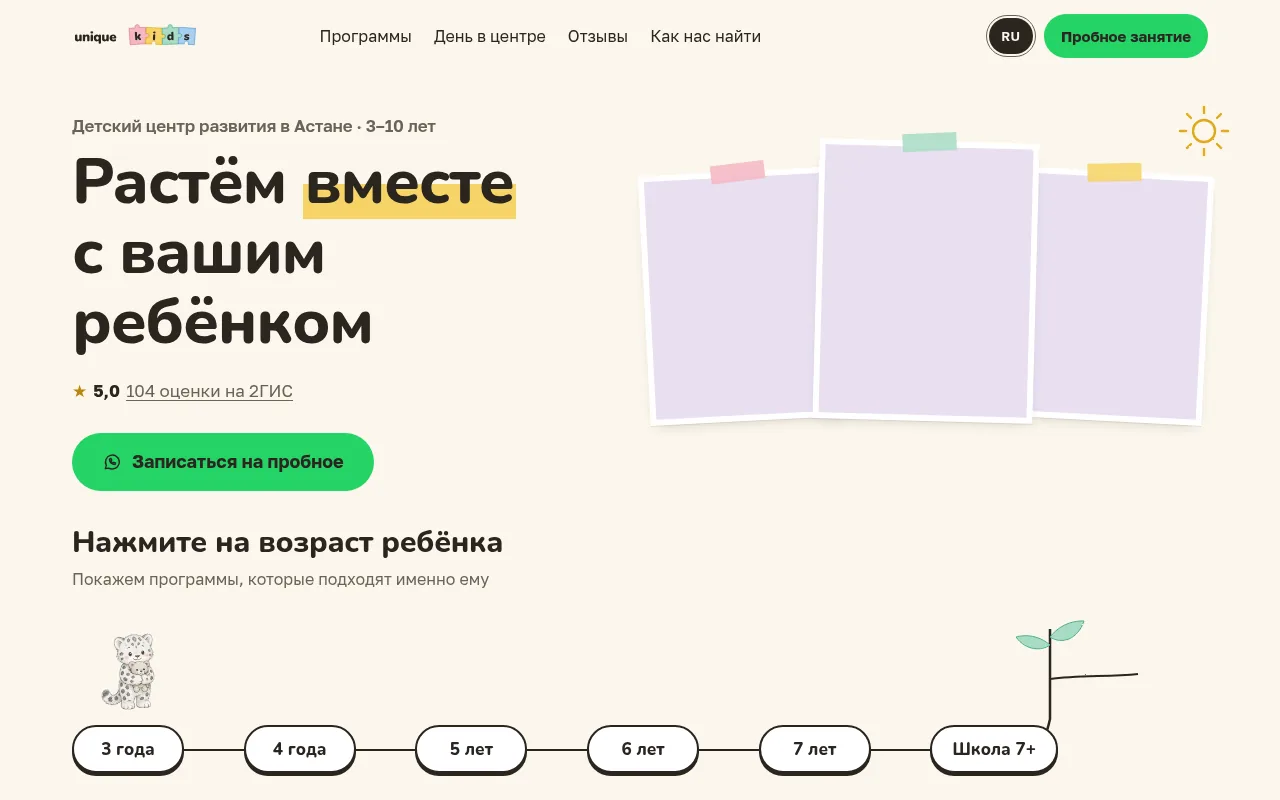 unique kids
Программы
День в центре
Отзывы
Как нас найти
RU
Пробное занятие
Детский центр развития в Астане · 3–10 лет
Растём вместе
с вашим
ребёнком
★ 5,0 104 оценки на 2ГИС
Записаться на пробное
Нажмите на возраст ребёнка
Покажем программы, которые подходят именно ему
3 года
4 года
5 лет
6 лет
7 лет
Школа 7+